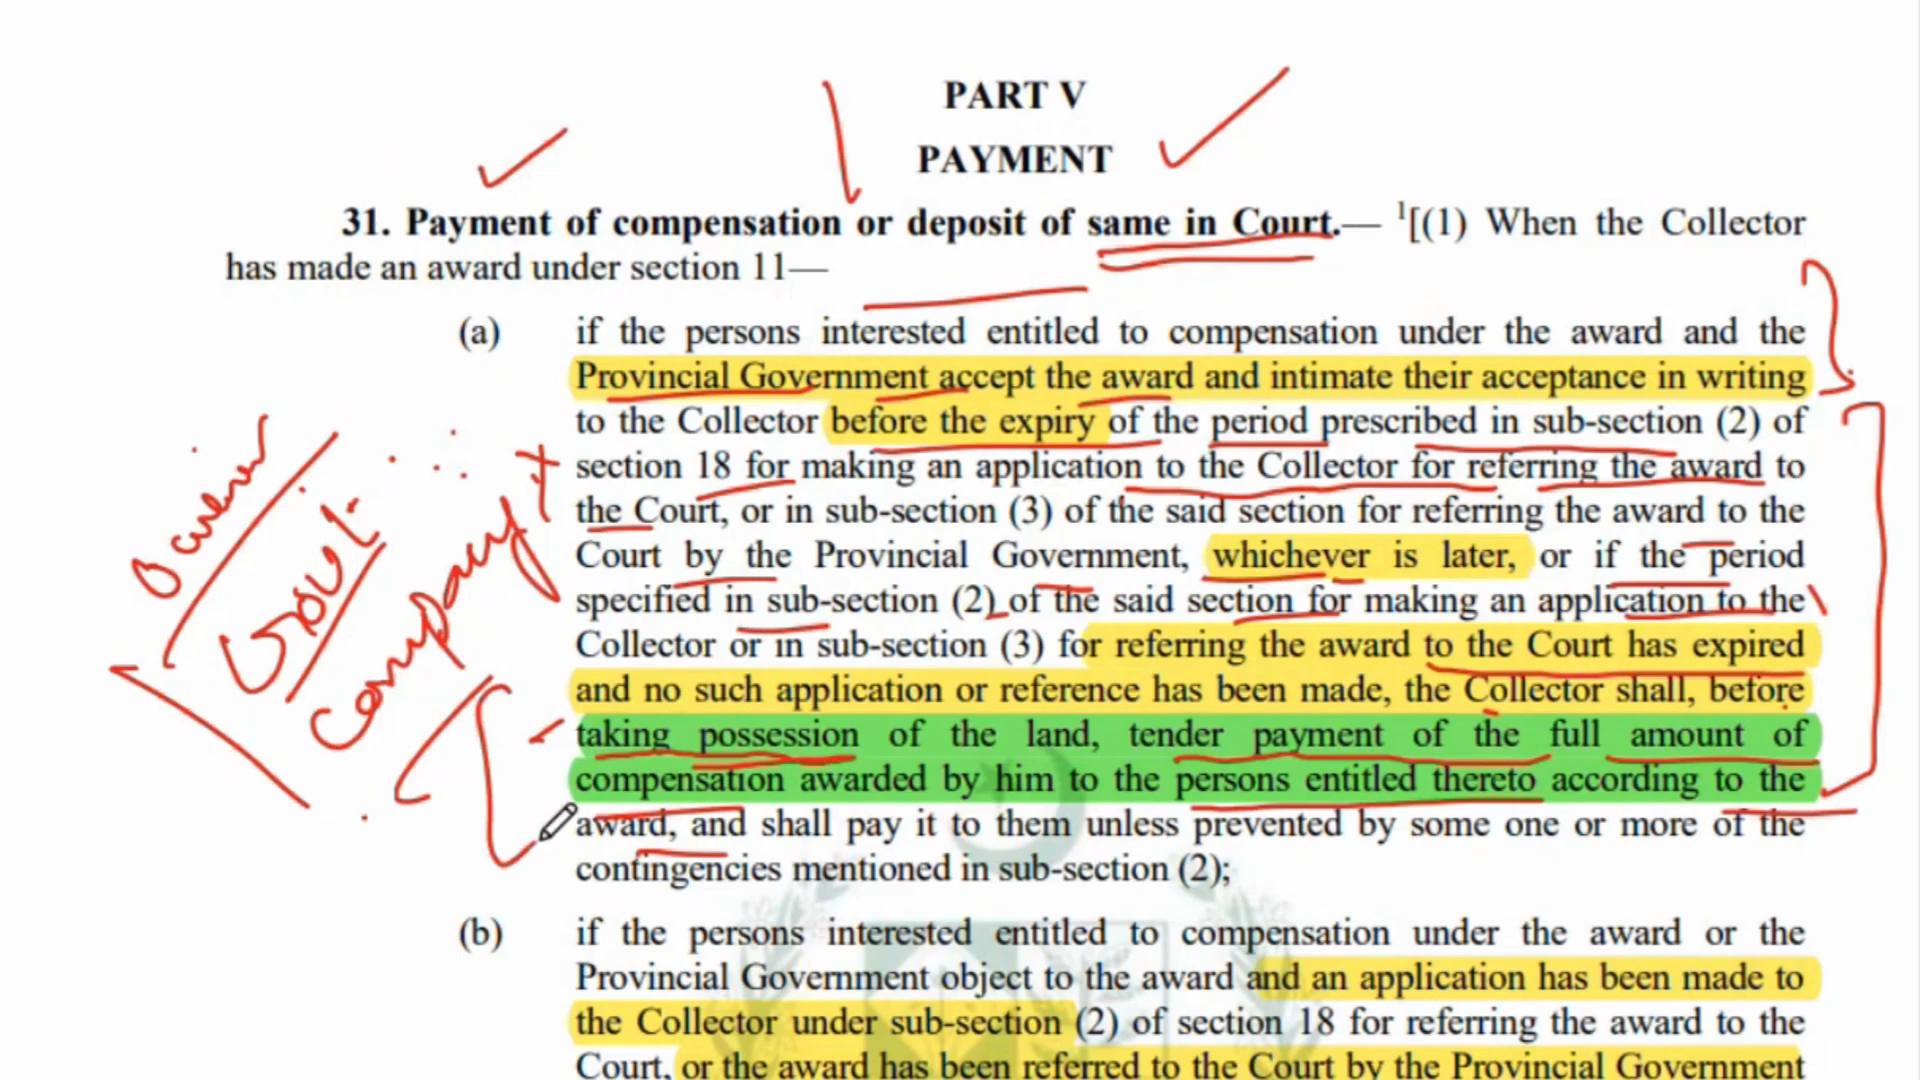 PART V
PAYMENT
31. Payment of compensation or deposit of same in Court.— ¹[(1) When the Collector
has made an award under section 11—
(a) if the persons interested entitled to compensation under the award and the
Provincial Government accept the award and intimate their acceptance in writing
to the Collector before the expiry of the period prescribed in sub-section (2) of
section 18 for making an application to the Collector for referring the award to
the Court, or in sub-section (3) of the said section for referring the award to the
Court by the Provincial Government, whichever is later, or if the period
specified in sub-section (2) of the said section for making an application to the
Collector or in sub-section (3) for referring the award to the Court has expired
and no such application or reference has been made, the Collector shall, before
taking possession of the land, tender payment of the full amount of
compensation awarded by him to the persons entitled thereto according to the
award, and shall pay it to them unless prevented by some one or more of the
contingencies mentioned in sub-section (2);
(b) if the persons interested entitled to compensation under the award or the
Provincial Government object to the award and an application has been made to
the Collector under sub-section (2) of section 18 for referring the award to the
Court, or the award has been referred to the Court by the Provincial Government
Owner
Govt
Company